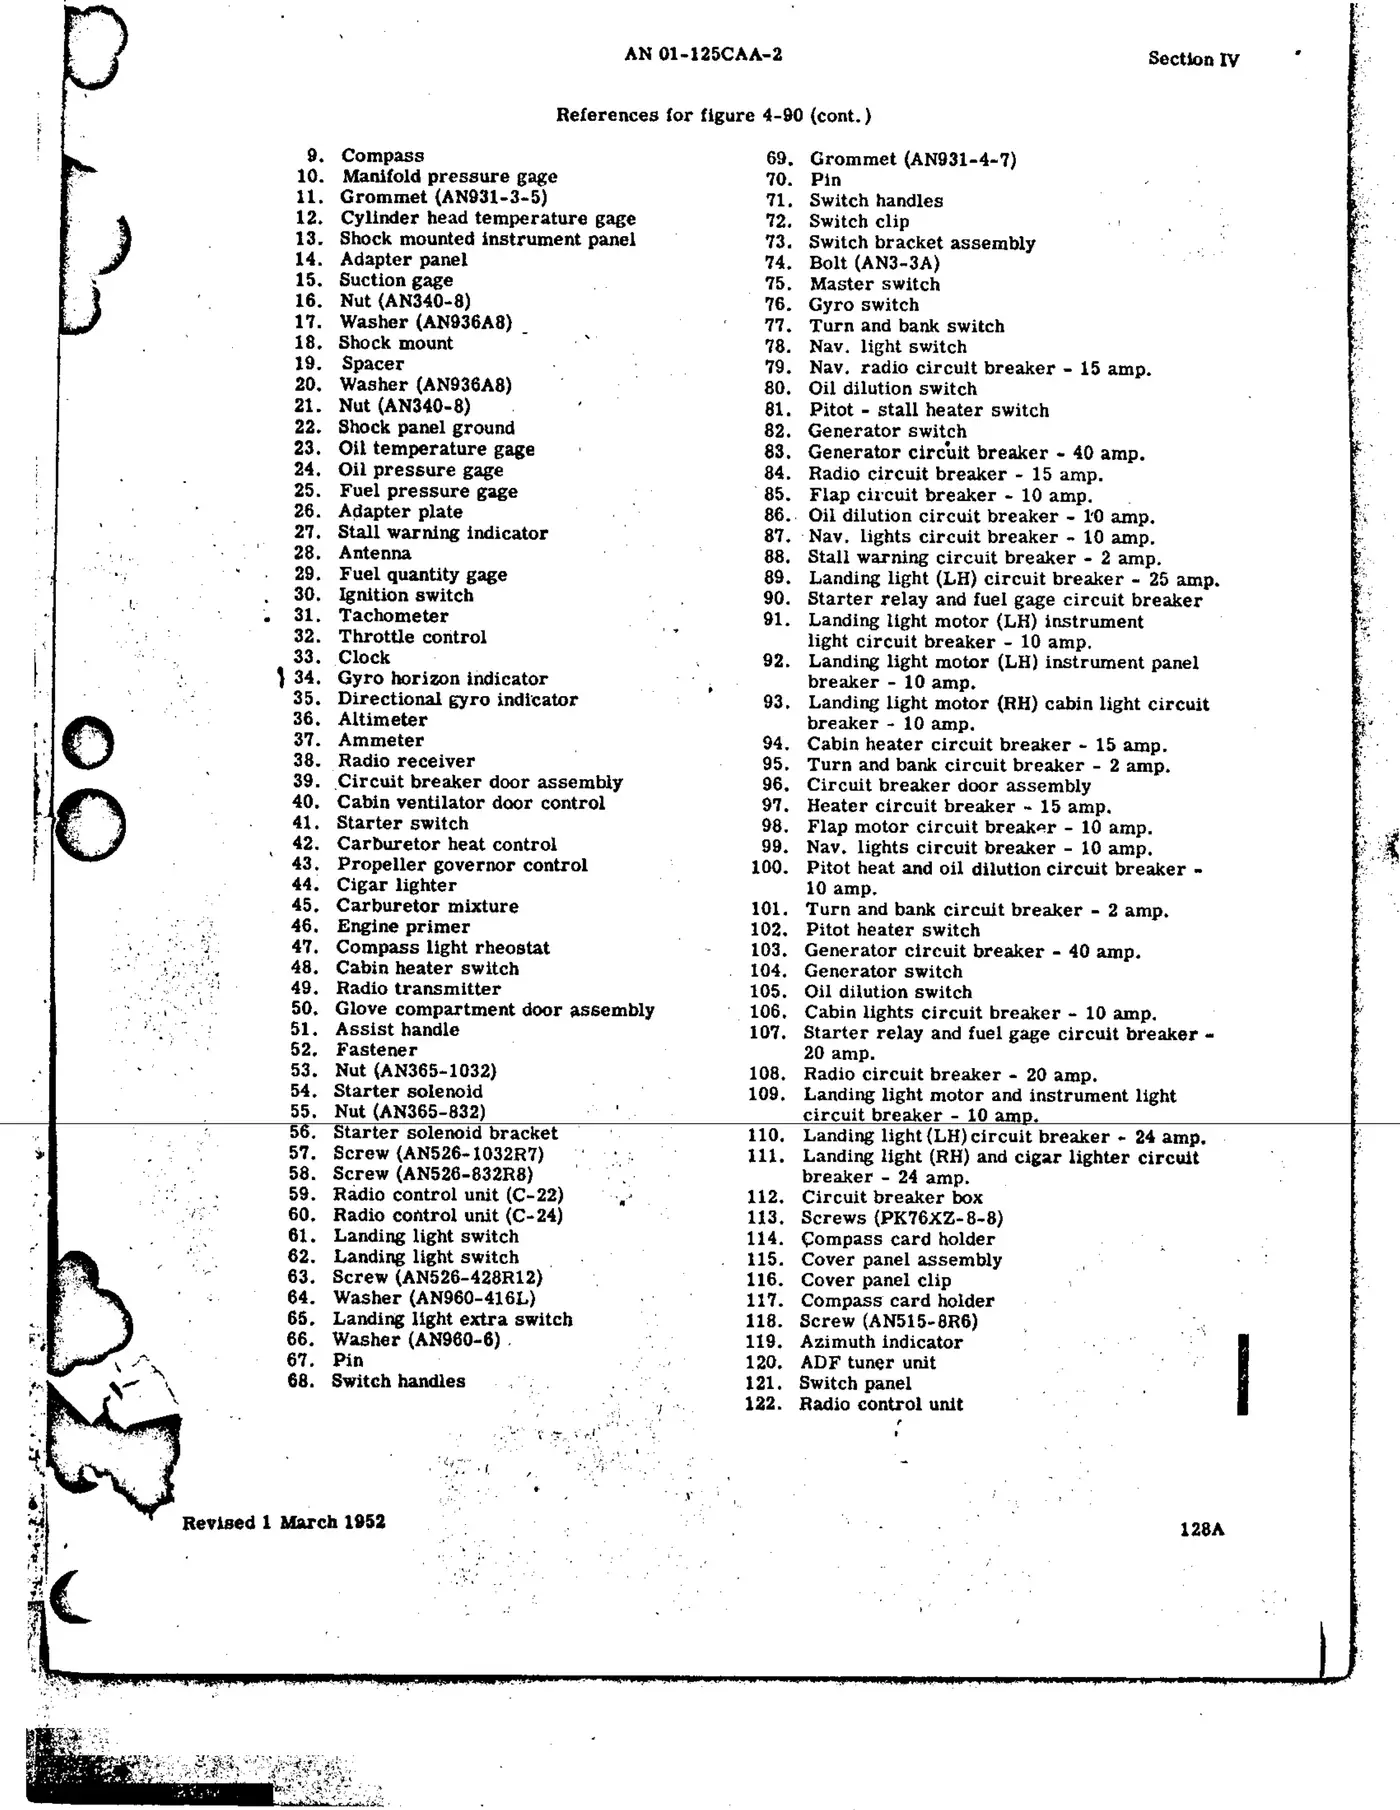 AN 01-125CAA-2
Section IV
References for figure 4-90 (cont.)
9. Compass
10. Manifold pressure gage
11. Grommet (AN931-3-5)
12. Cylinder head temperature gage
13. Shock mounted instrument panel
14. Adapter panel
15. Suction gage
16. Nut (AN340-8)
17. Washer (AN936A8)
18. Shock mount
19. Spacer
20. Washer (AN936A8)
21. Nut (AN340-8)
22. Shock panel ground
23. Oil temperature gage
24. Oil pressure gage
25. Fuel pressure gage
26. Adapter plate
27. Stall warning indicator
28. Antenna
29. Fuel quantity gage
30. Ignition switch
31. Tachometer
32. Throttle control
33. Clock
34. Gyro horizon indicator
35. Directional gyro indicator
36. Altimeter
37. Ammeter
38. Radio receiver
39. Circuit breaker door assembly
40. Cabin ventilator door control
41. Starter switch
42. Carburetor heat control
43. Propeller governor control
44. Cigar lighter
45. Carburetor mixture
46. Engine primer
47. Compass light rheostat
48. Cabin heater switch
49. Radio transmitter
50. Glove compartment door assembly
51. Assist handle
52. Fastener
53. Nut (AN365-1032)
54. Starter solenoid
55. Nut (AN365-832)
56. Starter solenoid bracket
57. Screw (AN526-1032R7)
58. Screw (AN526-832R8)
59. Radio control unit (C-22)
60. Radio control unit (C-24)
61. Landing light switch
62. Landing light switch
63. Screw (AN526-428R12)
64. Washer (AN960-416L)
65. Landing light extra switch
66. Washer (AN960-6)
67. Pin
68. Switch handles
69. Grommet (AN931-4-7)
70. Pin
71. Switch handles
72. Switch clip
73. Switch bracket assembly
74. Bolt (AN3-3A)
75. Master switch
76. Gyro switch
77. Turn and bank switch
78. Nav. light switch
79. Nav. radio circuit breaker - 15 amp.
80. Oil dilution switch
81. Pitot - stall heater switch
82. Generator switch
83. Generator circuit breaker - 40 amp.
84. Radio circuit breaker - 15 amp.
85. Flap circuit breaker - 10 amp.
86. Oil dilution circuit breaker - 10 amp.
87. Nav. lights circuit breaker - 10 amp.
88. Stall warning circuit breaker - 2 amp.
89. Landing light (LH) circuit breaker - 25 amp.
90. Starter relay and fuel gage circuit breaker
91. Landing light motor (LH) instrument
light circuit breaker - 10 amp.
92. Landing light motor (LH) instrument panel
breaker - 10 amp.
93. Landing light motor (RH) cabin light circuit
breaker - 10 amp.
94. Cabin heater circuit breaker - 15 amp.
95. Turn and bank circuit breaker - 2 amp.
96. Circuit breaker door assembly
97. Heater circuit breaker - 15 amp.
98. Flap motor circuit breaker - 10 amp.
99. Nav. lights circuit breaker - 10 amp.
100. Pitot heat and oil dilution circuit breaker -
10 amp.
101. Turn and bank circuit breaker - 2 amp.
102. Pitot heater switch
103. Generator circuit breaker - 40 amp.
104. Generator switch
105. Oil dilution switch
106. Cabin lights circuit breaker - 10 amp.
107. Starter relay and fuel gage circuit breaker -
20 amp.
108. Radio circuit breaker - 20 amp.
109. Landing light motor and instrument light
circuit breaker - 10 amp.
110. Landing light (LH) circuit breaker - 24 amp.
111. Landing light (RH) and cigar lighter circuit
breaker - 24 amp.
112. Circuit breaker box
113. Screws (PK76XZ-8-8)
114. Compass card holder
115. Cover panel assembly
116. Cover panel clip
117. Compass card holder
118. Screw (AN515-8R6)
119. Azimuth indicator
120. ADF tuner unit
121. Switch panel
122. Radio control unit
Revised 1 March 1952
128A